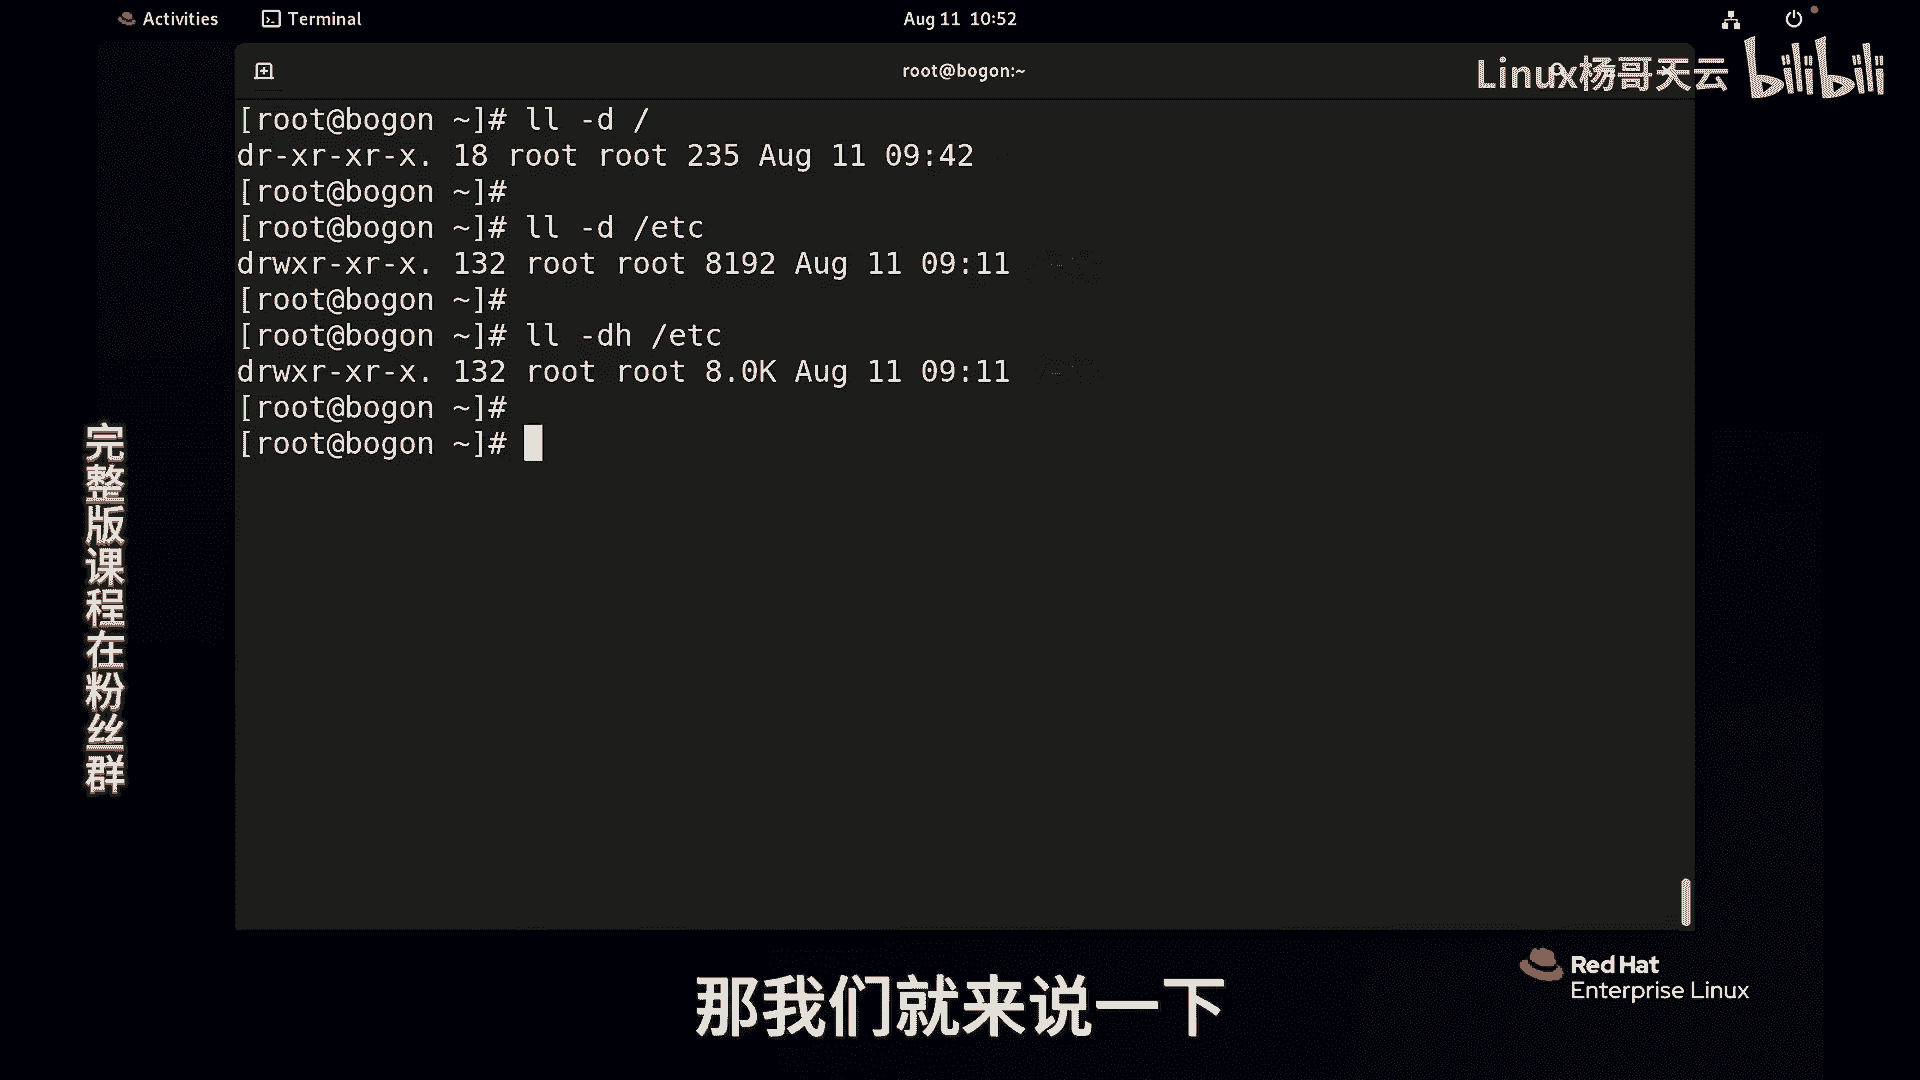 Activities Terminal Aug 11 10:52
root@bogon:~
Linux杨哥天云 bilibili
[root@bogon ~]# ll -d /
dr-xr-xr-x. 18 root root 235 Aug 11 09:42
[root@bogon ~]#
[root@bogon ~]# ll -d /etc
drwxr-xr-x. 132 root root 8192 Aug 11 09:11
[root@bogon ~]#
[root@bogon ~]# ll -dh /etc
drwxr-xr-x. 132 root root 8.0K Aug 11 09:11
[root@bogon ~]#
[root@bogon ~]#
完整版课程在粉丝群
Red Hat
Enterprise Linux
那我们就来说一下